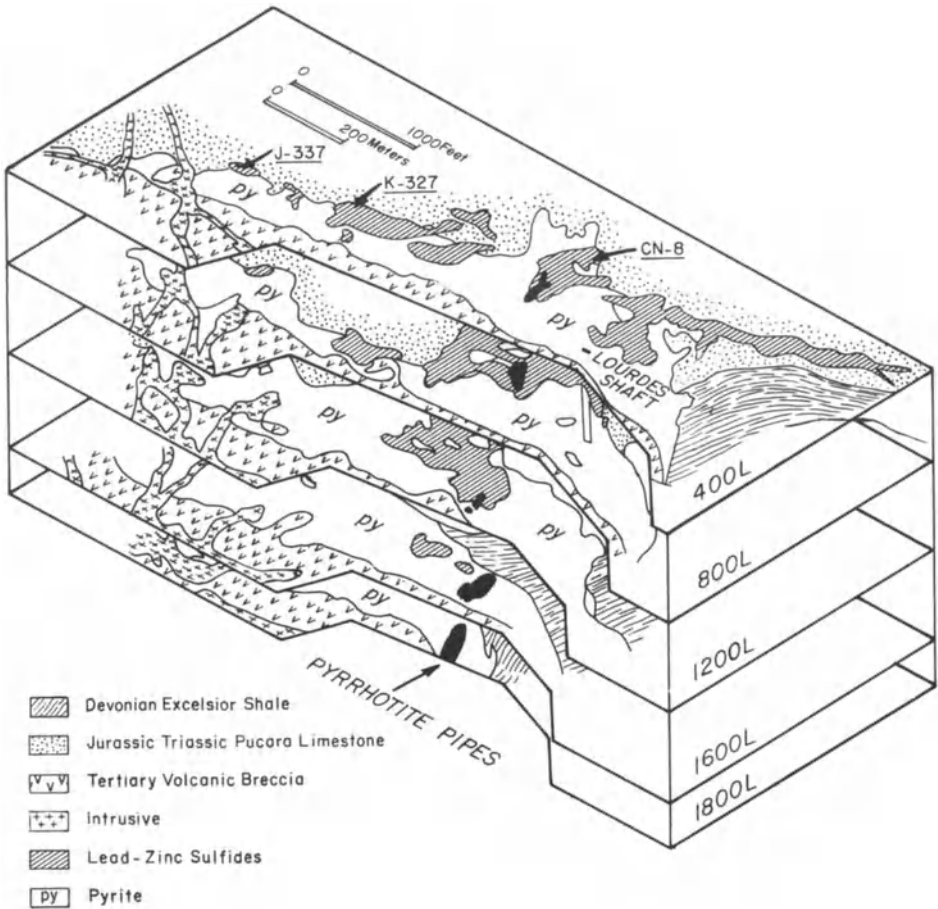 0
0
1000 Feet
200 Meters
J-337
K-327
CN-8
py
py
py
LOURDES
SHAFT
py
py
py
py
py
400L
800L
1200L
1600L
1800L
PYRRHOTITE PIPES
Devonian Excelsior Shale
Jurassic Triassic Pucara Limestone
Tertiary Volcanic Breccia
Intrusive
Lead-Zinc Sulfides
py Pyrite